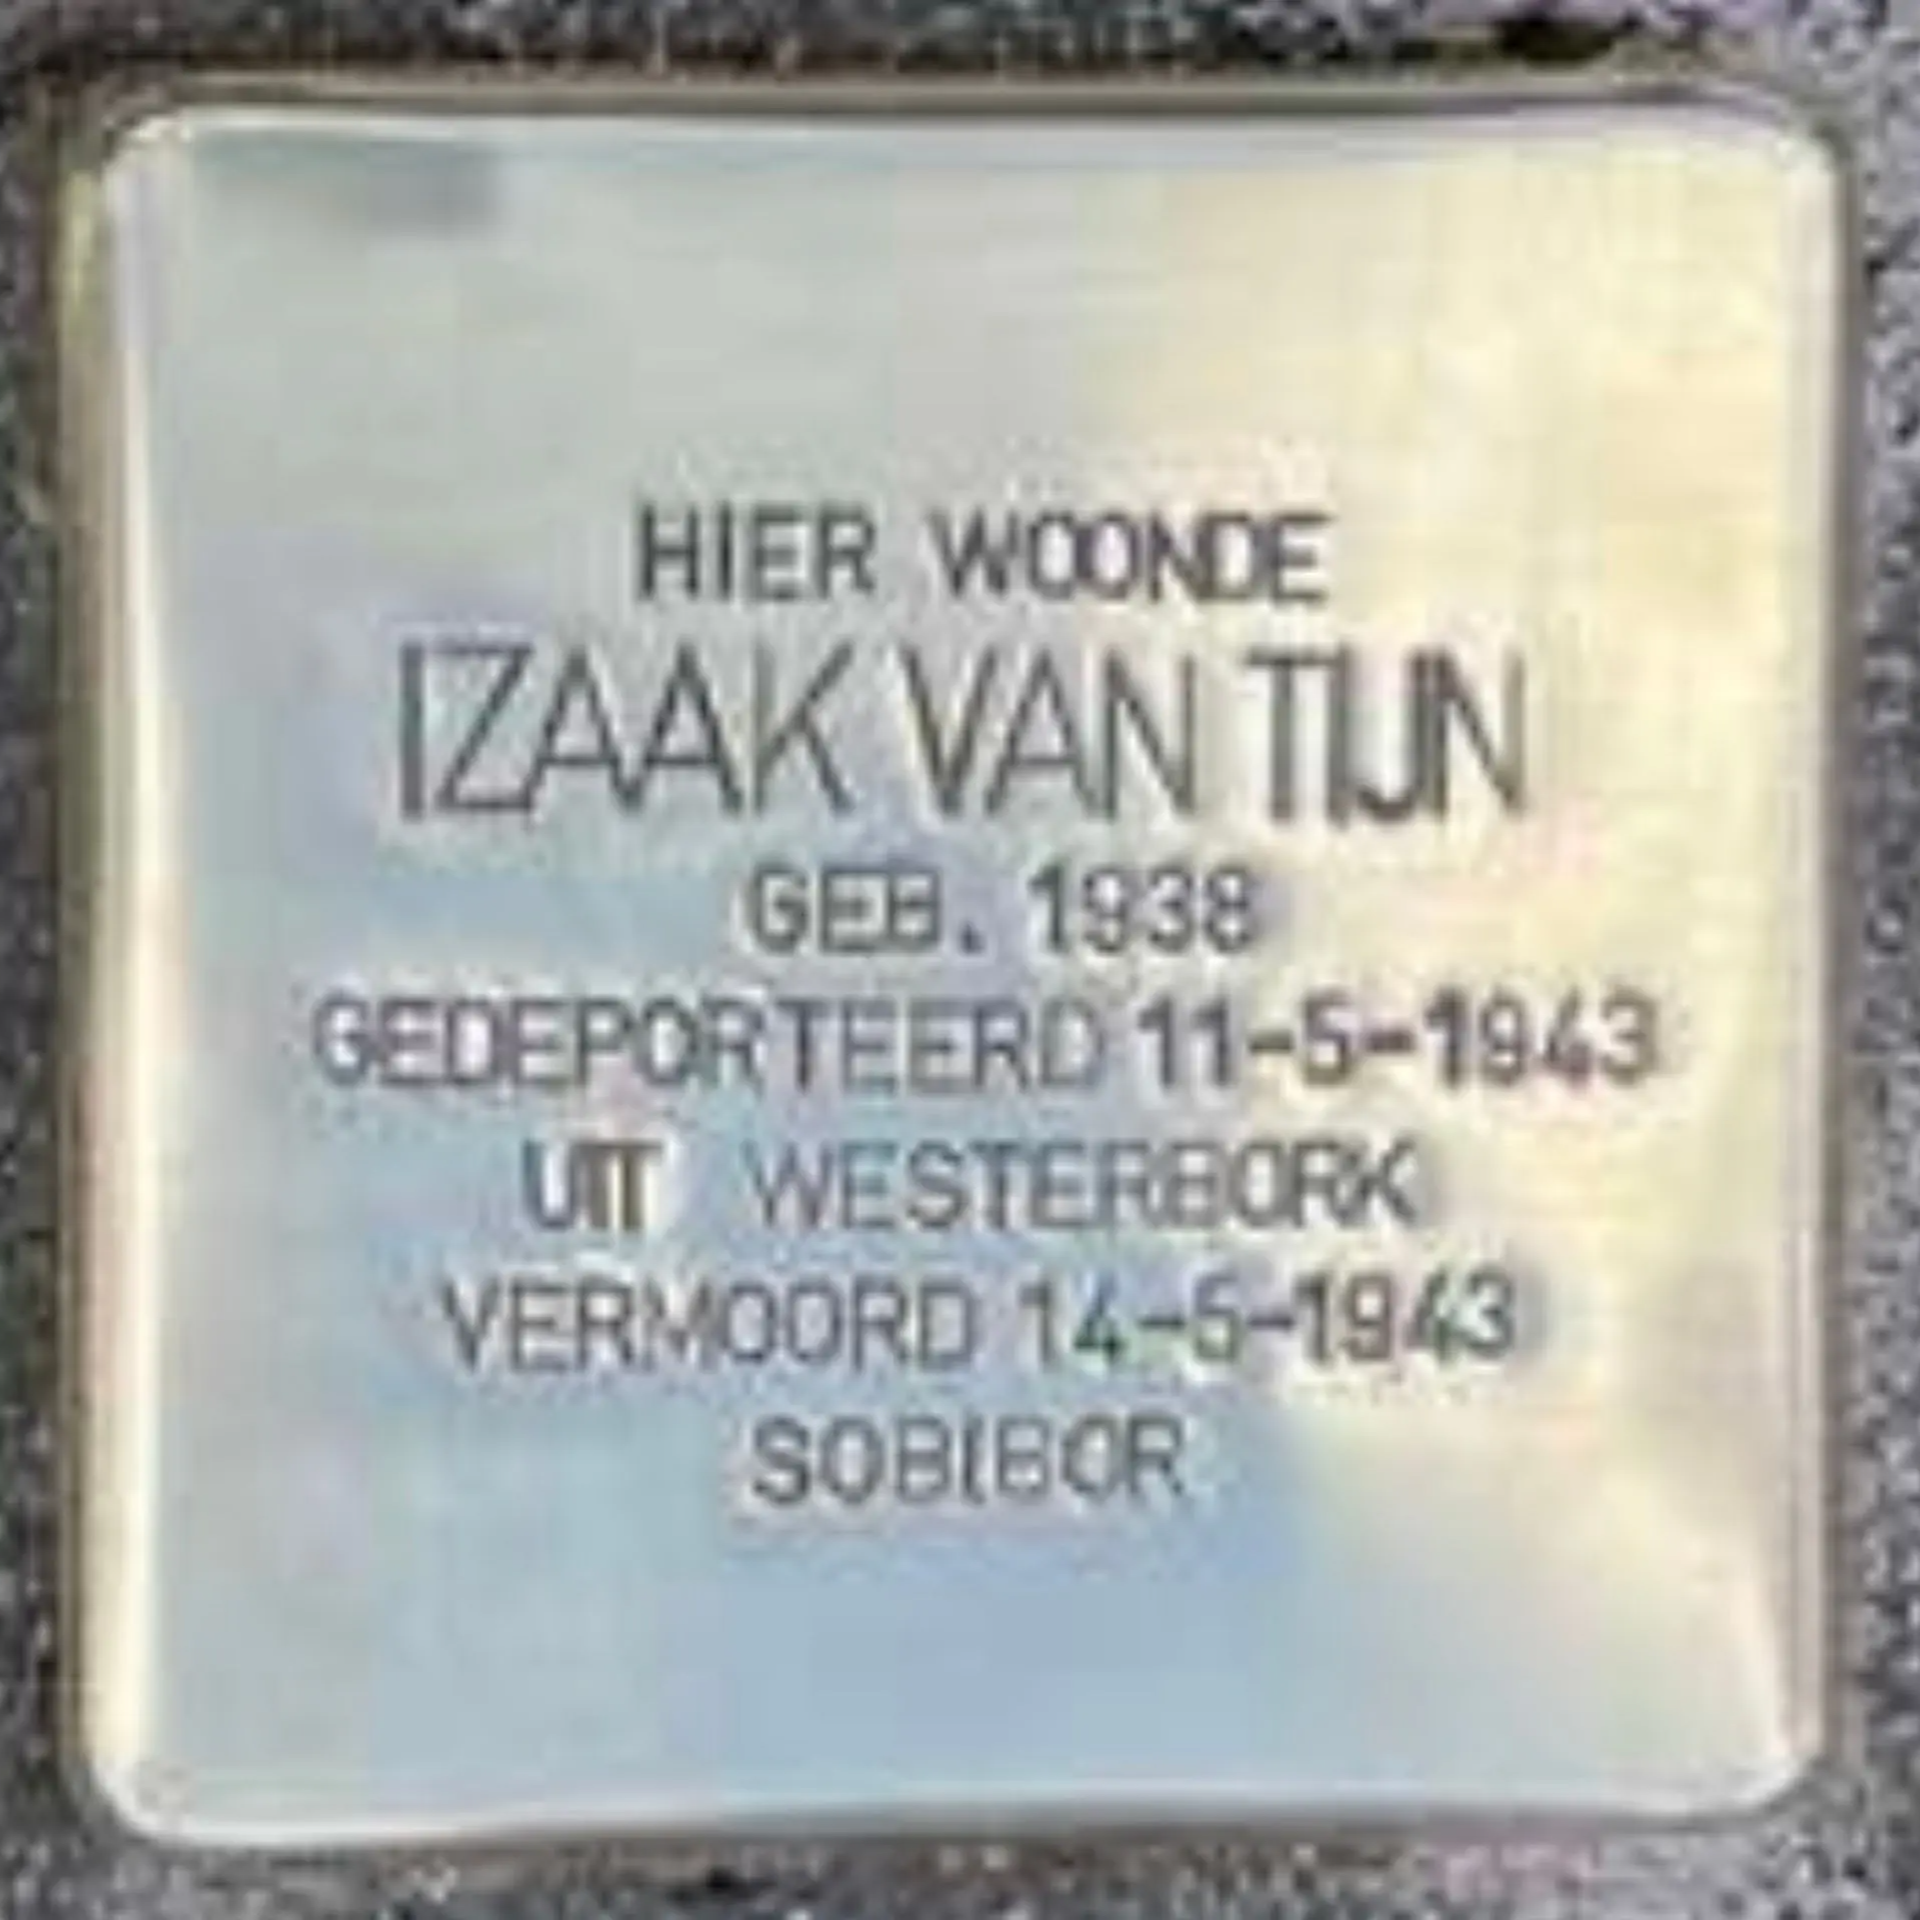 HIER WOONDE
IZAAK VAN TIJN
GEB. 1938
GEDEPORTEERD 11-5-1943
UIT WESTERBORK
VERMOORD 14-5-1943
SOBIBOR